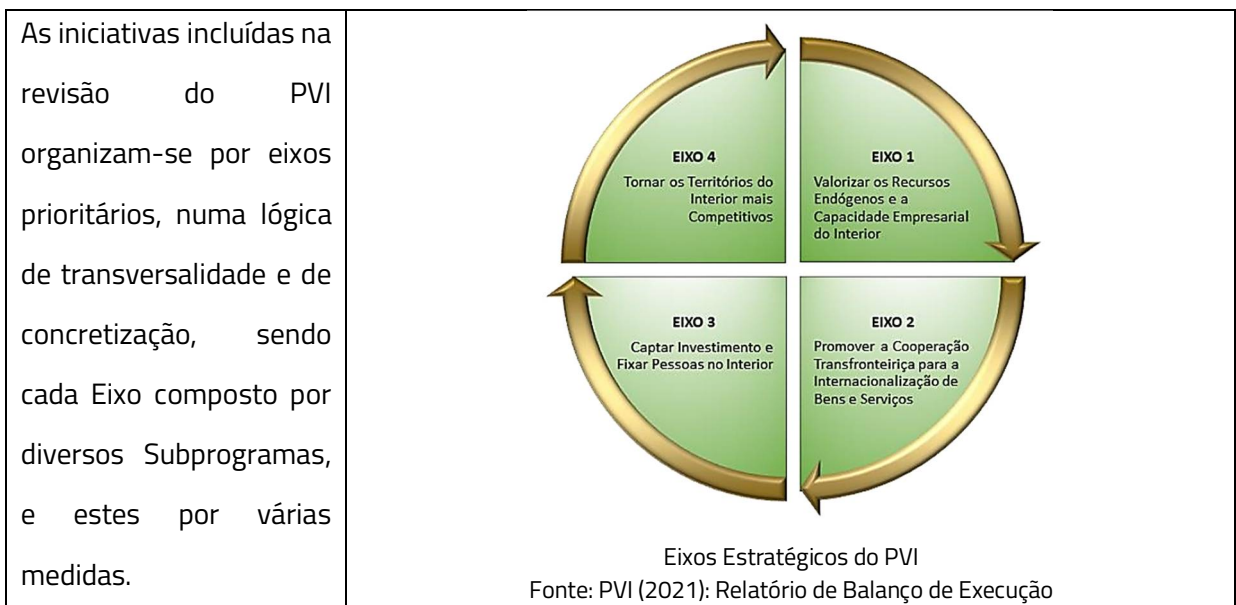 As iniciativas incluídas na
revisão do PVI
organizam-se por eixos
prioritários, numa lógica
de transversalidade e de
concretização, sendo
cada Eixo composto por
diversos Subprogramas,
e estes por várias
medidas.
EIXO 4
Tornar os Territórios do
Interior mais
Competitivos
EIXO 1
Valorizar os Recursos
Endógenos e a
Capacidade Empresarial
do Interior
EIXO 3
Captar Investimento e
Fixar Pessoas no Interior
EIXO 2
Promover a Cooperação
Transfronteiriça para a
Internacionalização de
Bens e Serviços
Eixos Estratégicos do PVI
Fonte: PVI (2021): Relatório de Balanço de Execução